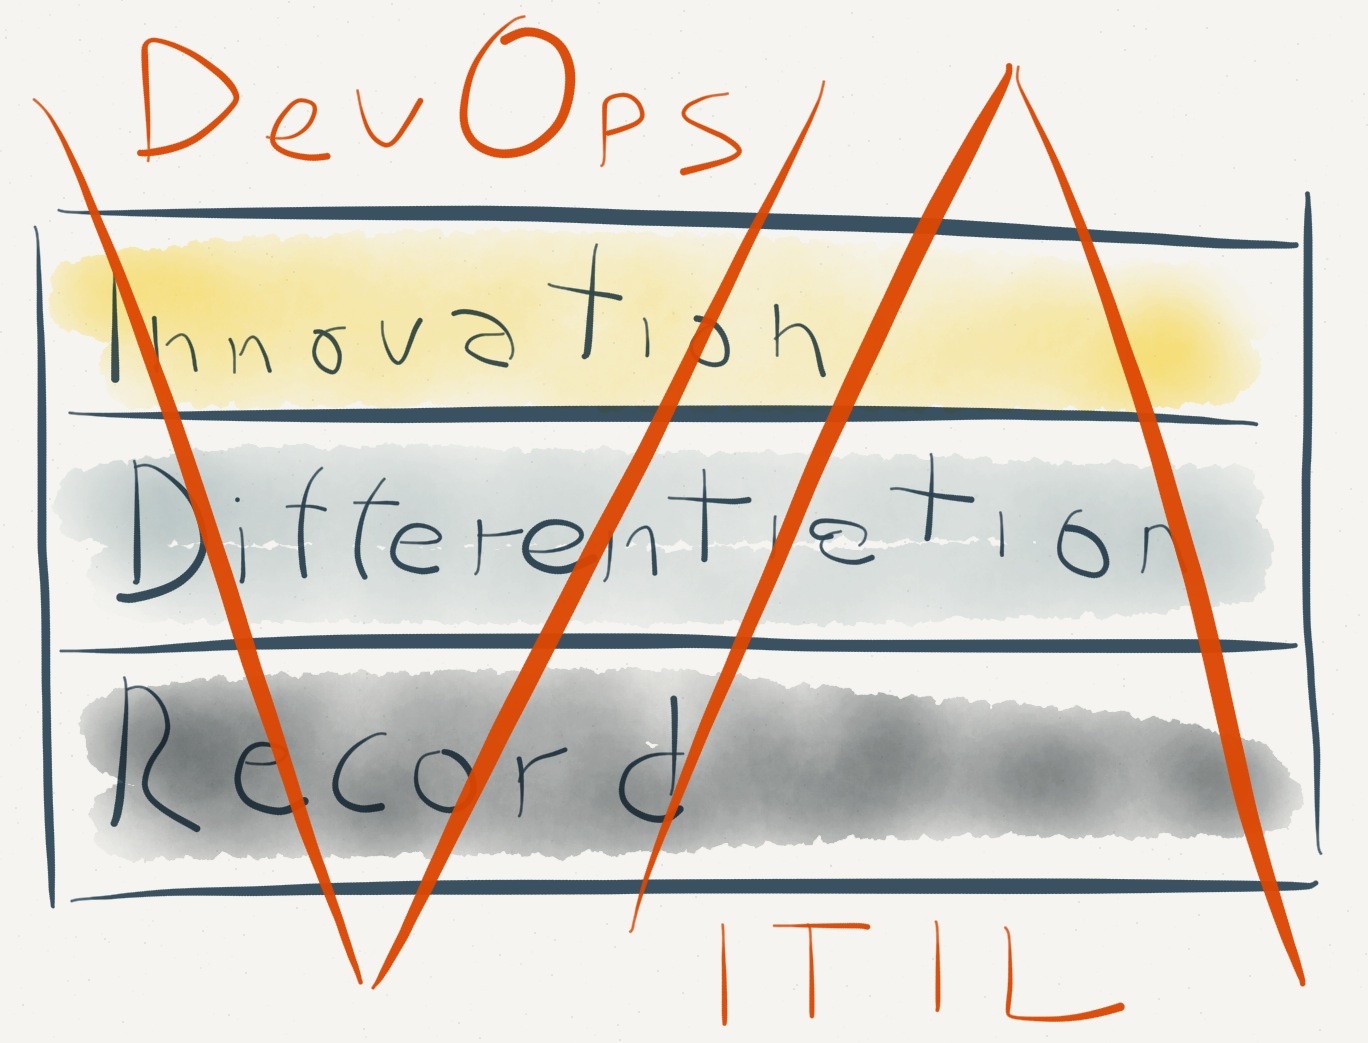 DevOps
Innovation
Differentiation
Record
ITIL